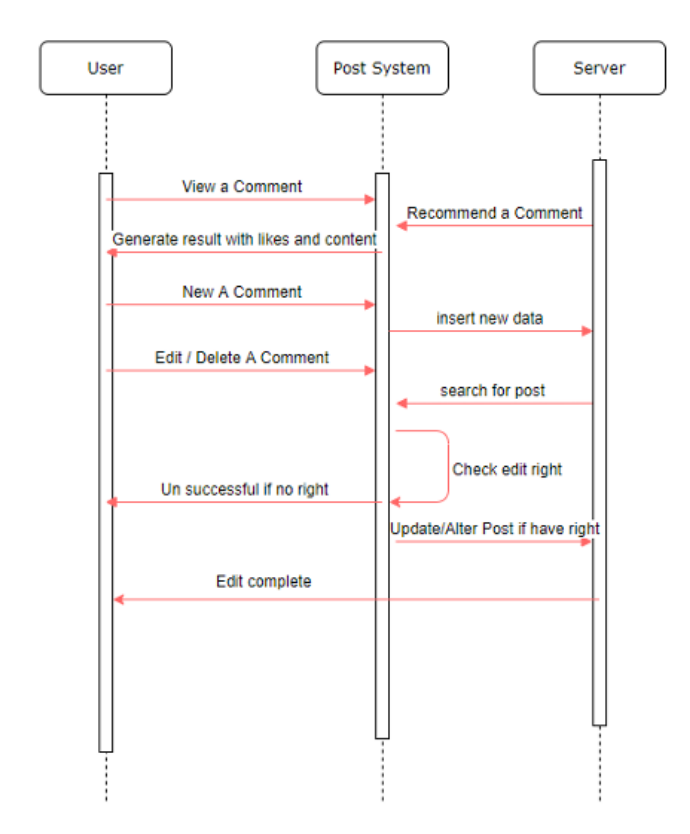 User
Post System
Server
View a Comment
Recommend a Comment
Generate result with likes and content
New A Comment
insert new data
Edit / Delete A Comment
search for post
Check edit right
Un successful if no right
Update/Alter Post if have right
Edit complete